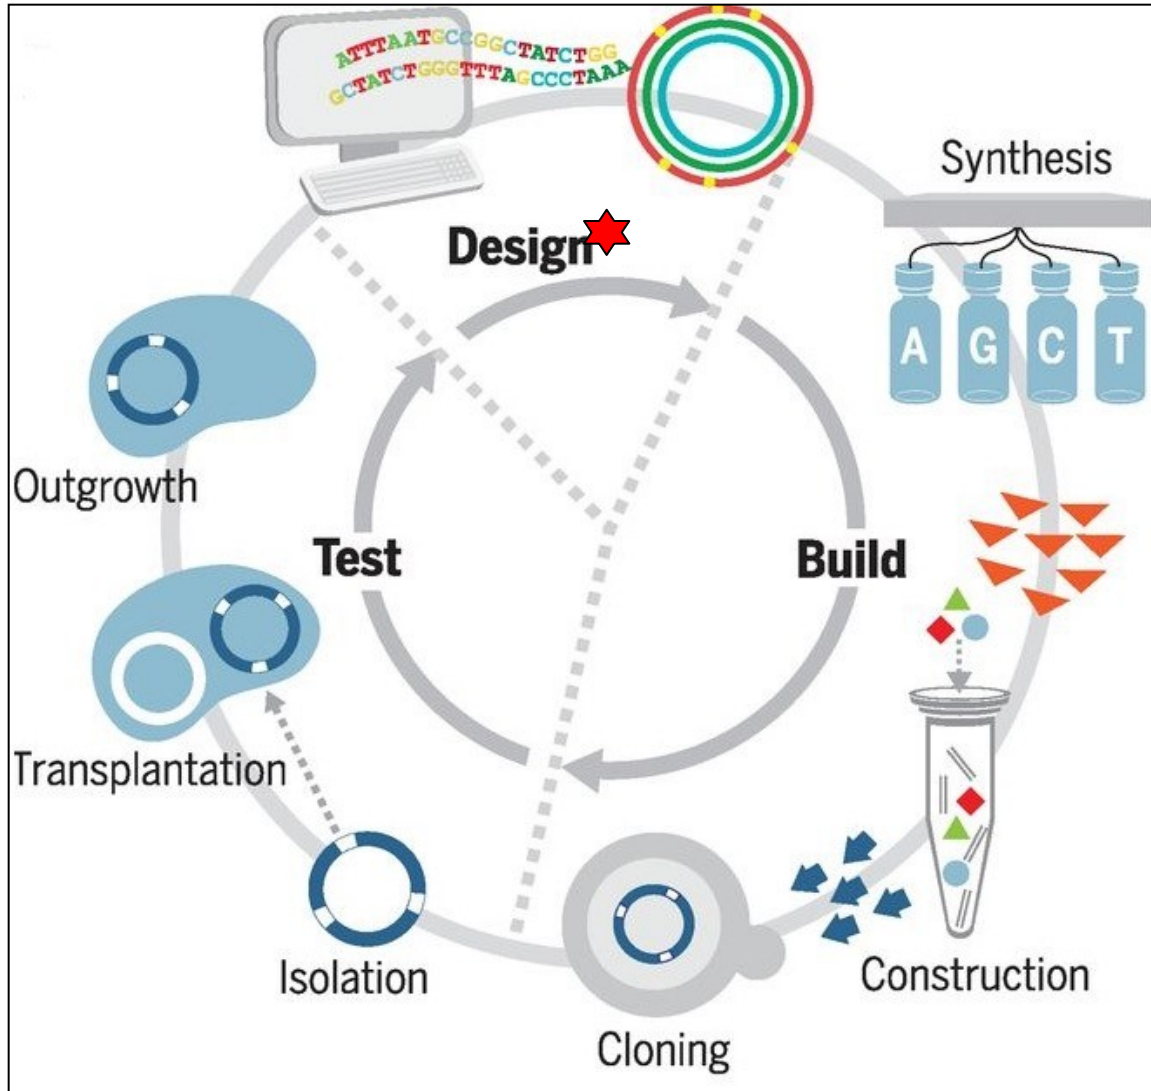 ATTTAATGCCGGCTATCTGG
GCTATCTGGGTTTAGCCCTAAA
Synthesis
Design
A G C T
Outgrowth
Test
Build
Transplantation
Isolation
Construction
Cloning